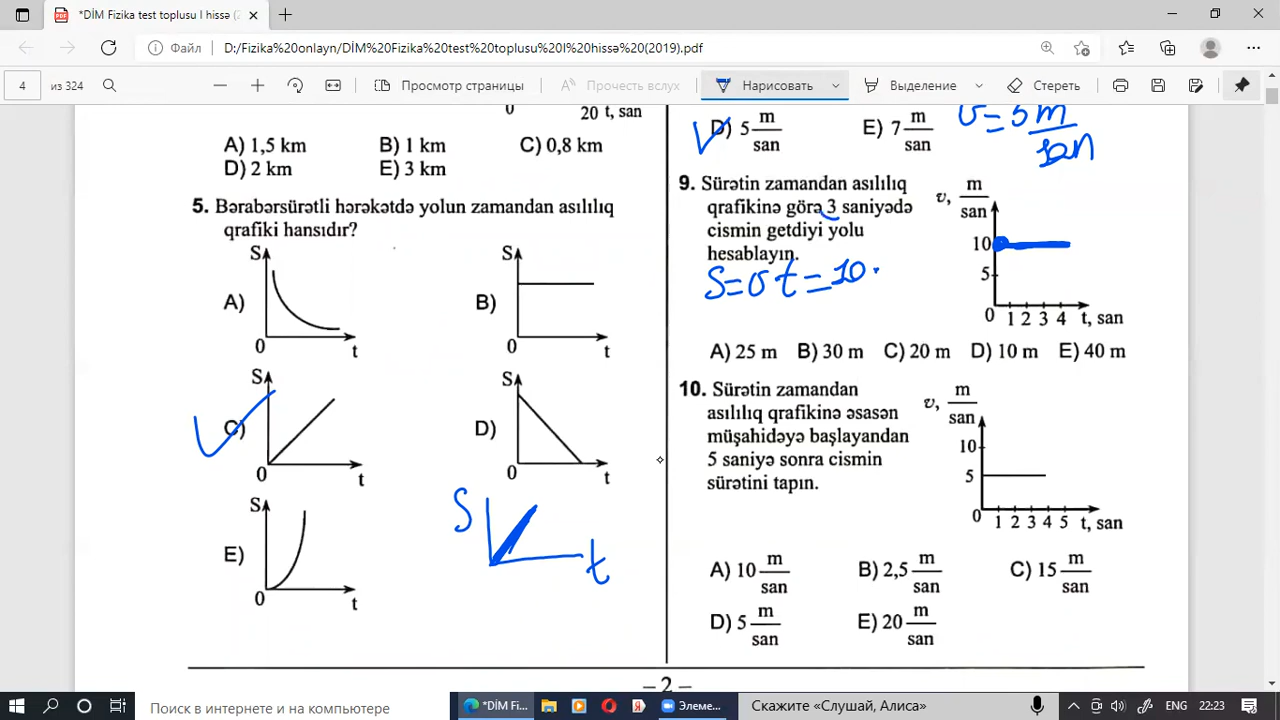 *DİM Fizika test toplusu I hissə (
Файл
D:/Fizika%20onlayn/DİM%20Fizika%20test%20toplusu%20I%20hissə%20(2019).pdf
4 из 324
Просмотр страницы
Прочесть вслух
Нарисовать
Выделение
Стереть
0
20 t, san
A) 1,5 km B) 1 km C) 0,8 km
D) 2 km E) 3 km
5. Bərabərsürətli hərəkətdə yolun zamandan asılılıq
qrafiki hansıdır?
A) S 0 t
B) S 0 t
C) S 0 t
D) S 0 t
E) S 0 t
S t
D) 5 m/san E) 7 m/san
υ = 5 m/san
9. Sürətin zamandan asılılıq
qrafikinə görə 3 saniyədə
cismin getdiyi yolu
hesablayın.
S = υ t = 10 ·
υ, m/san
10
5
0 1 2 3 4 t, san
A) 25 m B) 30 m C) 20 m D) 10 m E) 40 m
10. Sürətin zamandan
asılılıq qrafikinə əsasən
müşahidəyə başlayandan
5 saniyə sonra cismin
sürətini tapın.
υ, m/san
10
5
0 1 2 3 4 5 t, san
A) 10 m/san B) 2,5 m/san C) 15 m/san
D) 5 m/san E) 20 m/san
– 2 –
Поиск в интернете и на компьютере
*DİM Fi...
Элеме...
Скажите «Слушай, Алиса»
ENG
22:23